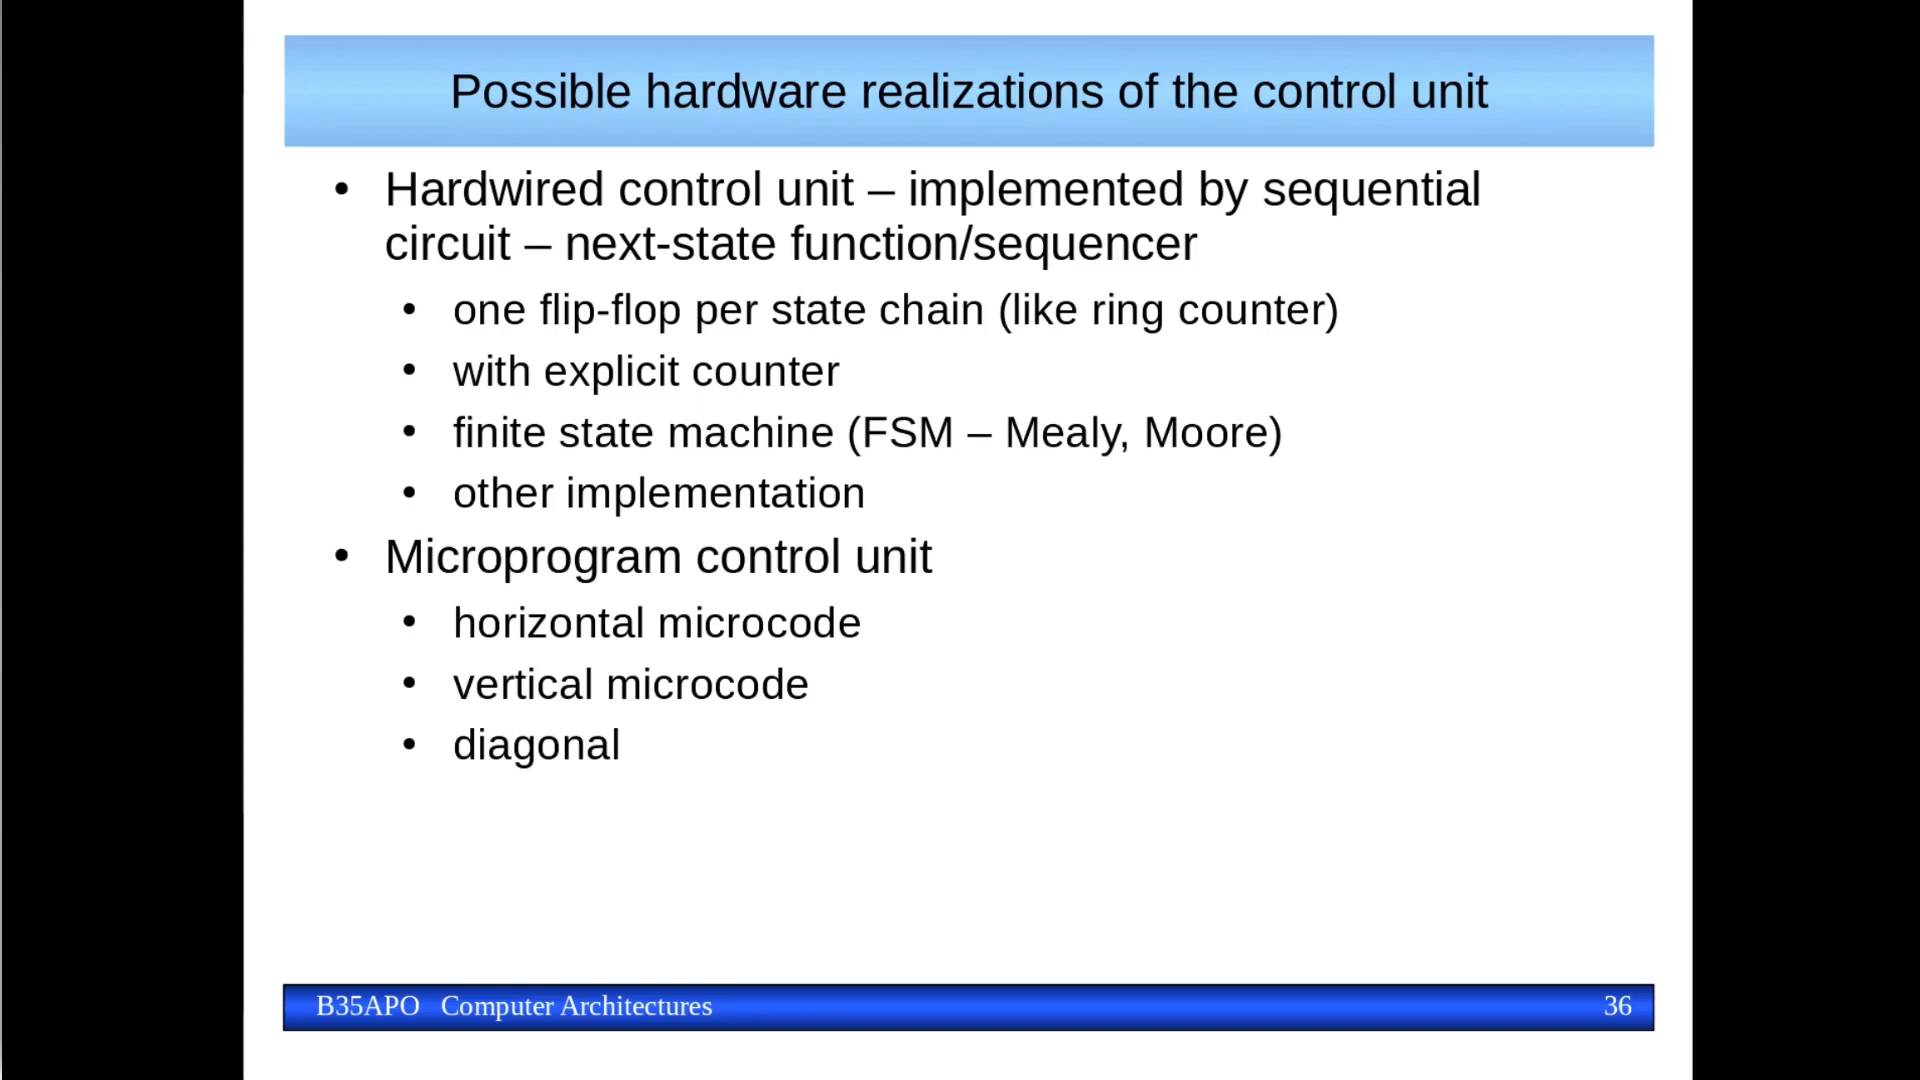 Possible hardware realizations of the control unit
• Hardwired control unit – implemented by sequential
circuit – next-state function/sequencer
• one flip-flop per state chain (like ring counter)
• with explicit counter
• finite state machine (FSM – Mealy, Moore)
• other implementation
• Microprogram control unit
• horizontal microcode
• vertical microcode
• diagonal
B35APO Computer Architectures 36